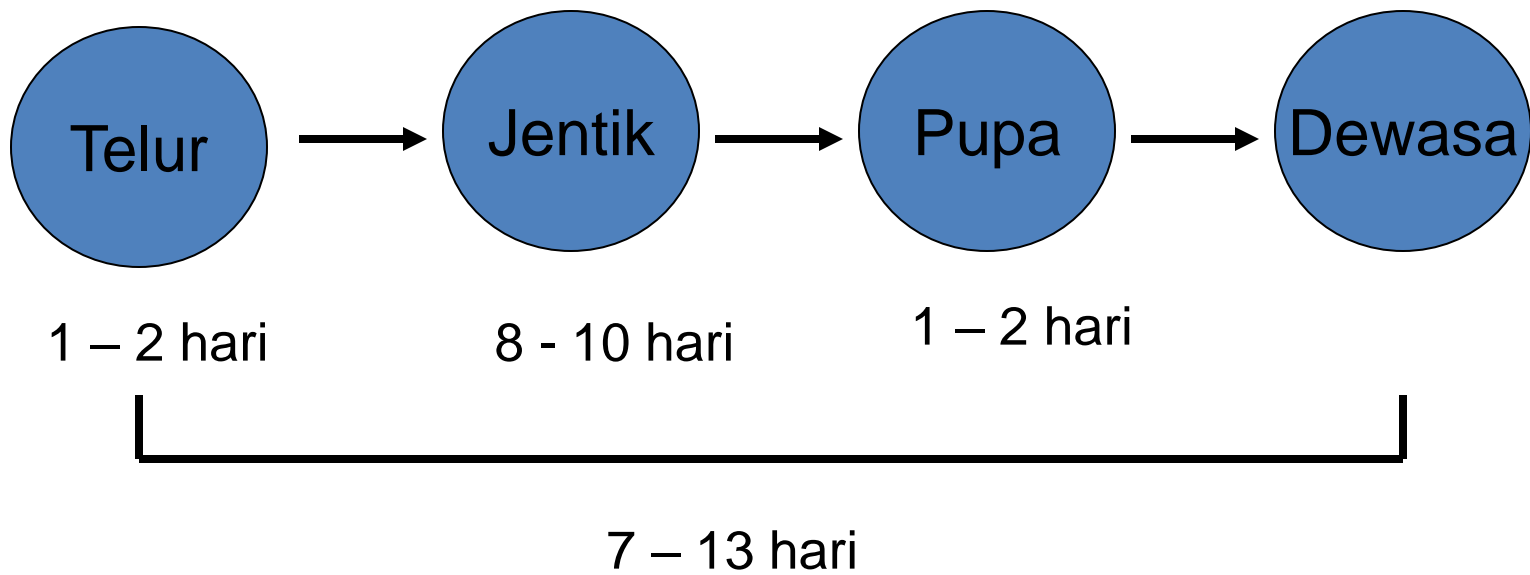 Telur
Jentik
Pupa
Dewasa
1 – 2 hari
8 - 10 hari
1 – 2 hari
7 – 13 hari